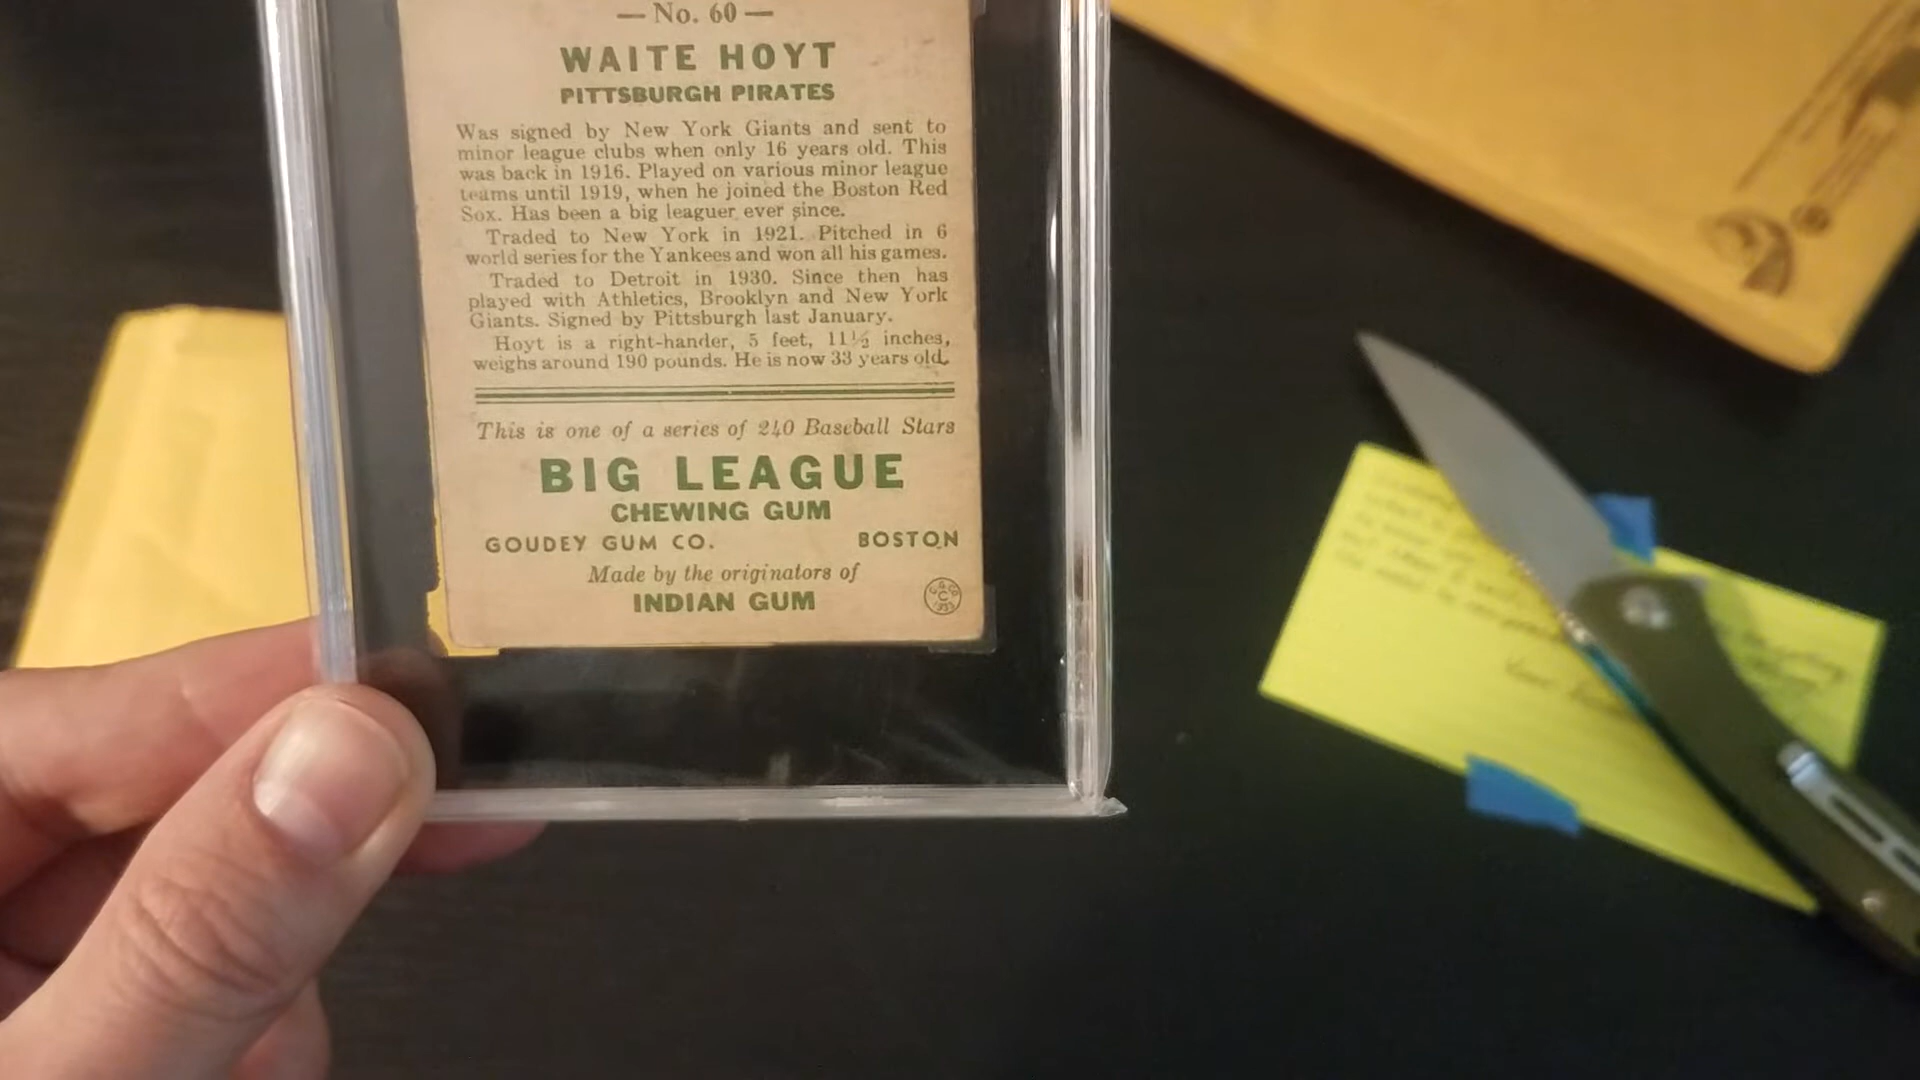 — No. 60 —
WAITE HOYT
PITTSBURGH PIRATES
Was signed by New York Giants and sent to
minor league clubs when only 16 years old. This
was back in 1916. Played on various minor league
teams until 1919, when he joined the Boston Red
Sox. Has been a big leaguer ever since.
Traded to New York in 1921. Pitched in 6
world series for the Yankees and won all his games.
Traded to Detroit in 1930. Since then has
played with Athletics, Brooklyn and New York
Giants. Signed by Pittsburgh last January.
Hoyt is a right-hander, 5 feet, 11½ inches,
weighs around 190 pounds. He is now 33 years old.
This is one of a series of 240 Baseball Stars
BIG LEAGUE
CHEWING GUM
GOUDEY GUM CO. BOSTON
Made by the originators of
INDIAN GUM